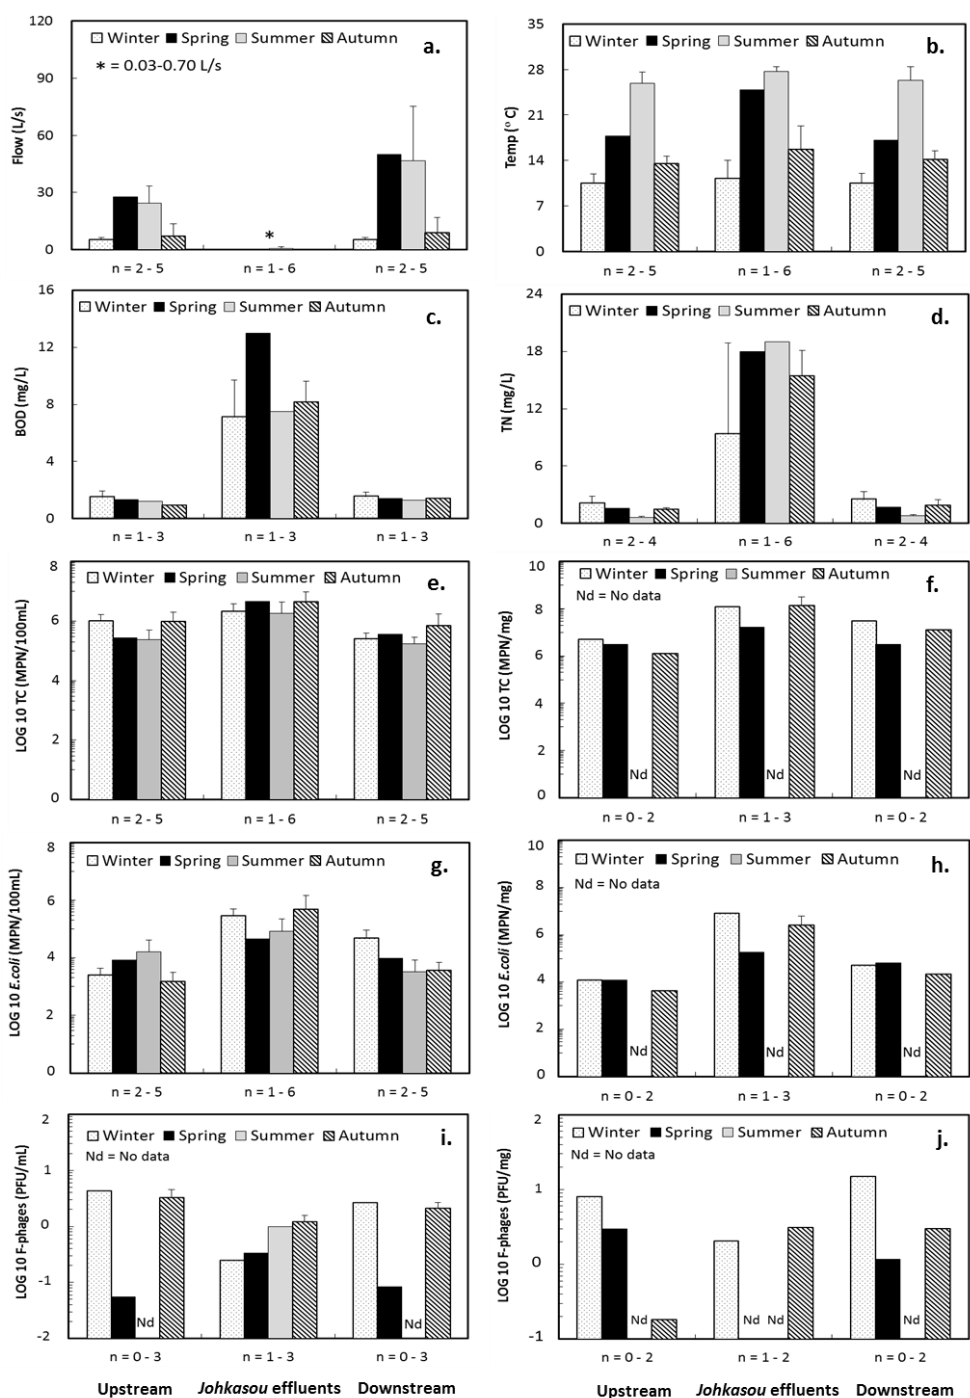 120
90
60
30
0
Flow (L/s)
Winter Spring Summer Autumn
a.
* = 0.03-0.70 L/s
*
n = 2 - 5 n = 1 - 6 n = 2 - 5
35
28
21
14
7
0
Temp (° C)
Winter Spring Summer Autumn
b.
n = 2 - 5 n = 1 - 6 n = 2 - 5
16
12
8
4
0
BOD (mg/L)
Winter Spring Summer Autumn
c.
n = 1 - 3 n = 1 - 3 n = 1 - 3
24
18
12
6
0
TN (mg/L)
Winter Spring Summer Autumn
d.
n = 2 - 4 n = 1 - 6 n = 2 - 4
8
6
4
2
0
LOG 10 TC (MPN/100mL)
Winter Spring Summer Autumn
e.
n = 2 - 5 n = 1 - 6 n = 2 - 5
10
8
6
4
2
0
LOG 10 TC (MPN/mg)
Winter Spring Summer Autumn
f.
Nd = No data
Nd Nd Nd
n = 0 - 2 n = 1 - 3 n = 0 - 2
8
6
4
2
0
LOG 10 E.coli (MPN/100mL)
Winter Spring Summer Autumn
g.
n = 2 - 5 n = 1 - 6 n = 2 - 5
10
8
6
4
2
0
LOG 10 E.coli (MPN/mg)
Winter Spring Summer Autumn
h.
Nd = No data
Nd Nd Nd
n = 0 - 2 n = 1 - 3 n = 0 - 2
2
1
0
-1
-2
LOG 10 F-phages (PFU/mL)
Winter Spring Summer Autumn
i.
Nd = No data
Nd Nd
n = 0 - 3 n = 1 - 3 n = 0 - 3
Upstream Johkasou effluents Downstream
2
1
0
-1
LOG 10 F-phages (PFU/mg)
Winter Spring Summer Autumn
j.
Nd = No data
Nd Nd Nd Nd
n = 0 - 2 n = 1 - 2 n = 0 - 2
Upstream Johkasou effluents Downstream